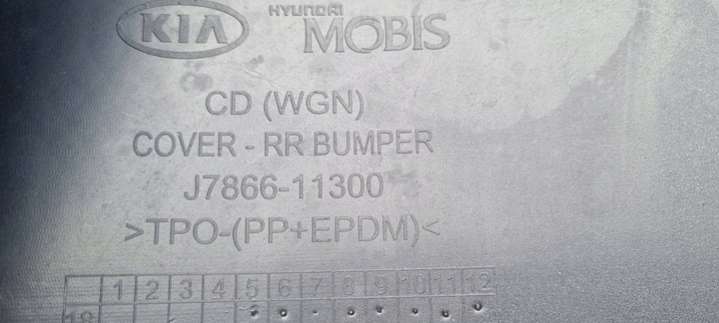 KIA HYUNDAI MOBIS
CD (WGN)
COVER - RR BUMPER
J7866-11300
>TPO-(PP+EPDM)<
1 2 3 4 5 6 7 8 9 10 11 12
18